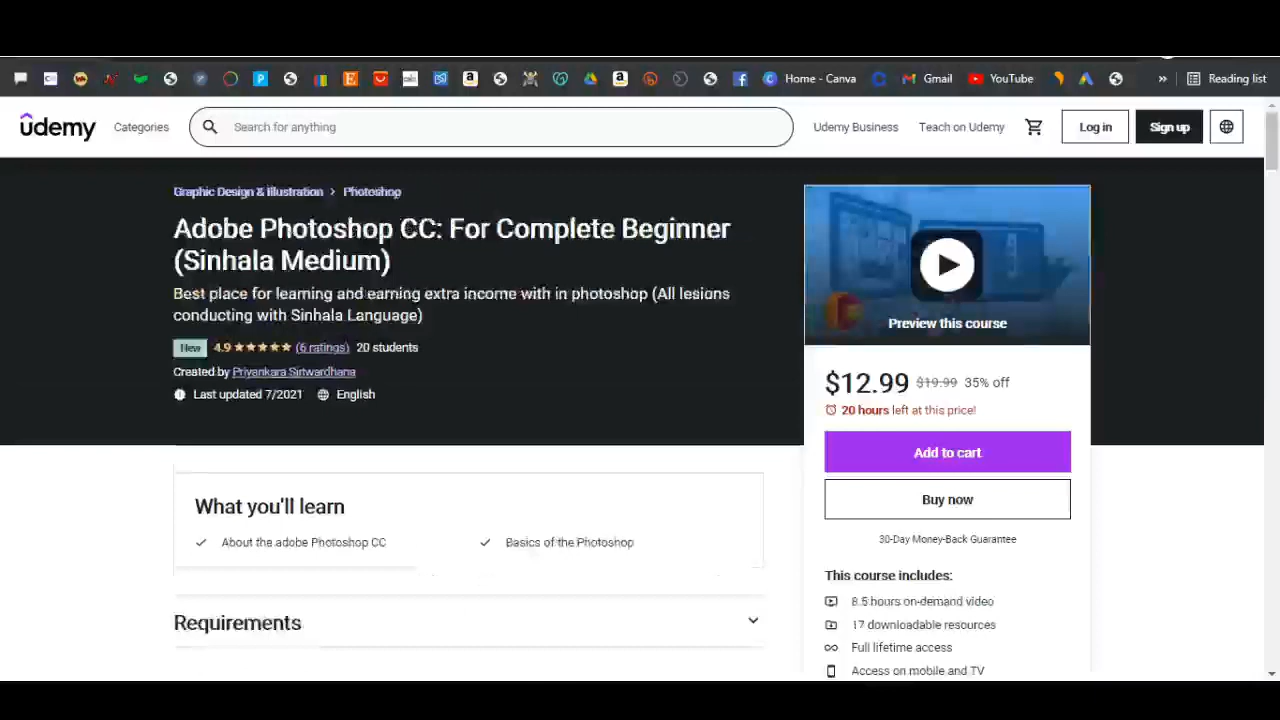 Home - Canva Gmail YouTube » Reading list
udemy Categories Search for anything Udemy Business Teach on Udemy Log in Sign up
Graphic Design & Illustration > Photoshop
Adobe Photoshop CC: For Complete Beginner
(Sinhala Medium)
Best place for learning and earning extra income with in photoshop (All lesions
conducting with Sinhala Language)
New 4.9 (6 ratings) 20 students
Created by Priyankara Siriwardhana
Last updated 7/2021 English
Preview this course
$12.99 $19.99 35% off
20 hours left at this price!
Add to cart
Buy now
30-Day Money-Back Guarantee
This course includes:
8.5 hours on-demand video
17 downloadable resources
Full lifetime access
Access on mobile and TV
What you'll learn
About the adobe Photoshop CC
Basics of the Photoshop
Requirements